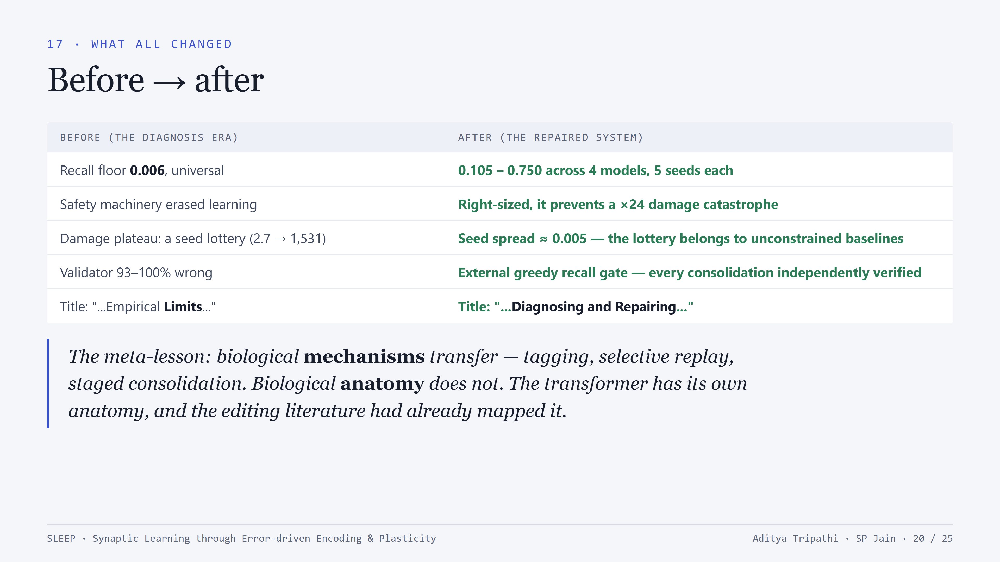 17 · WHAT ALL CHANGED
Before → after
BEFORE (THE DIAGNOSIS ERA)
AFTER (THE REPAIRED SYSTEM)
Recall floor 0.006, universal
0.105 – 0.750 across 4 models, 5 seeds each
Safety machinery erased learning
Right-sized, it prevents a ×24 damage catastrophe
Damage plateau: a seed lottery (2.7 → 1,531)
Seed spread ≈ 0.005 — the lottery belongs to unconstrained baselines
Validator 93–100% wrong
External greedy recall gate — every consolidation independently verified
Title: "...Empirical Limits..."
Title: "...Diagnosing and Repairing..."
The meta-lesson: biological mechanisms transfer — tagging, selective replay,
staged consolidation. Biological anatomy does not. The transformer has its own
anatomy, and the editing literature had already mapped it.
SLEEP · Synaptic Learning through Error-driven Encoding & Plasticity
Aditya Tripathi · SP Jain · 20 / 25